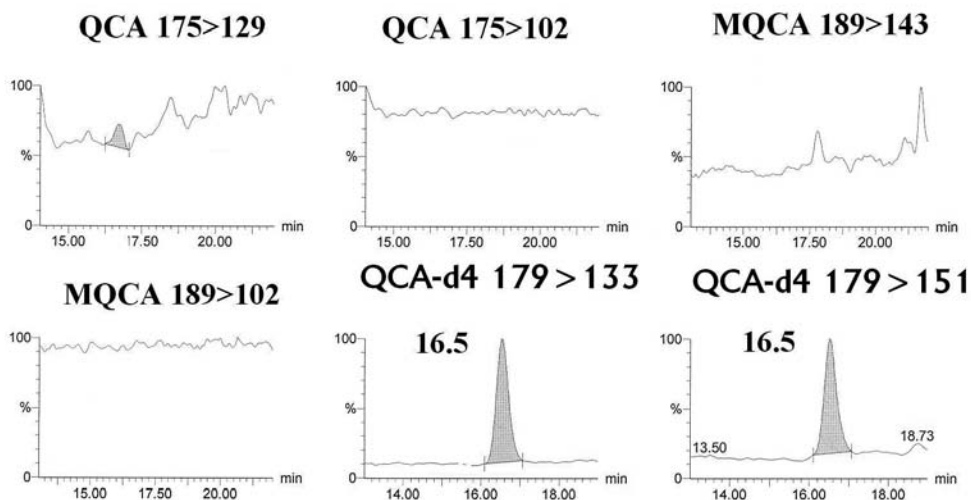 QCA 175>129
100
%
0
15.00 17.50 20.00 min
QCA 175>102
100
%
0
15.00 17.50 20.00 min
MQCA 189>143
100
%
0
15.00 17.50 20.00 min
MQCA 189>102
100
%
0
15.00 17.50 20.00 min
QCA-d4 179 > 133
16.5
100
%
0
14.00 16.00 18.00 min
QCA-d4 179 > 151
16.5
100
%
13.50
18.73
0
14.00 16.00 18.00 min